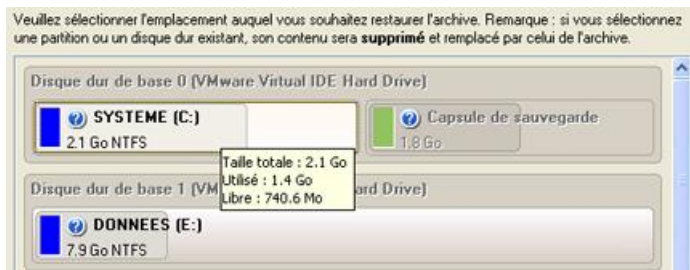 Veuillez sélectionner l'emplacement auquel vous souhaitez restaurer l'archive. Remarque : si vous sélectionnez
une partition ou un disque dur existant, son contenu sera supprimé et remplacé par celui de l'archive.
Disque dur de base 0 (VMware Virtual IDE Hard Drive)
SYSTEME (C:)
2.1 Go NTFS
Capsule de sauvegarde
1.8 Go
Taille totale : 2.1 Go
Utilisé : 1.4 Go
Libre : 740.6 Mo
Disque dur de base 1 (VM ard Drive)
DONNEES (E:)
7.9 Go NTFS